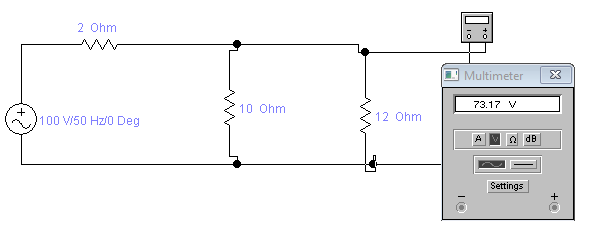 2 Ohm
10 Ohm
12 Ohm
100 V/50 Hz/0 Deg
Multimeter
73.17 V
A V Ω dB
Settings